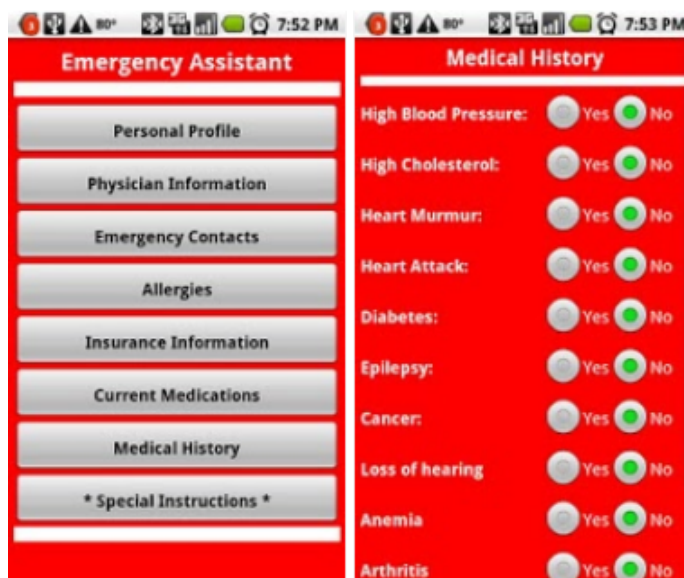 80° 7:52 PM
Emergency Assistant
Personal Profile
Physician Information
Emergency Contacts
Allergies
Insurance Information
Current Medications
Medical History
* Special Instructions *
80° 7:53 PM
Medical History
High Blood Pressure: Yes No
High Cholesterol: Yes No
Heart Murmur: Yes No
Heart Attack: Yes No
Diabetes: Yes No
Epilepsy: Yes No
Cancer: Yes No
Loss of hearing Yes No
Anemia Yes No
Arthritis Yes No